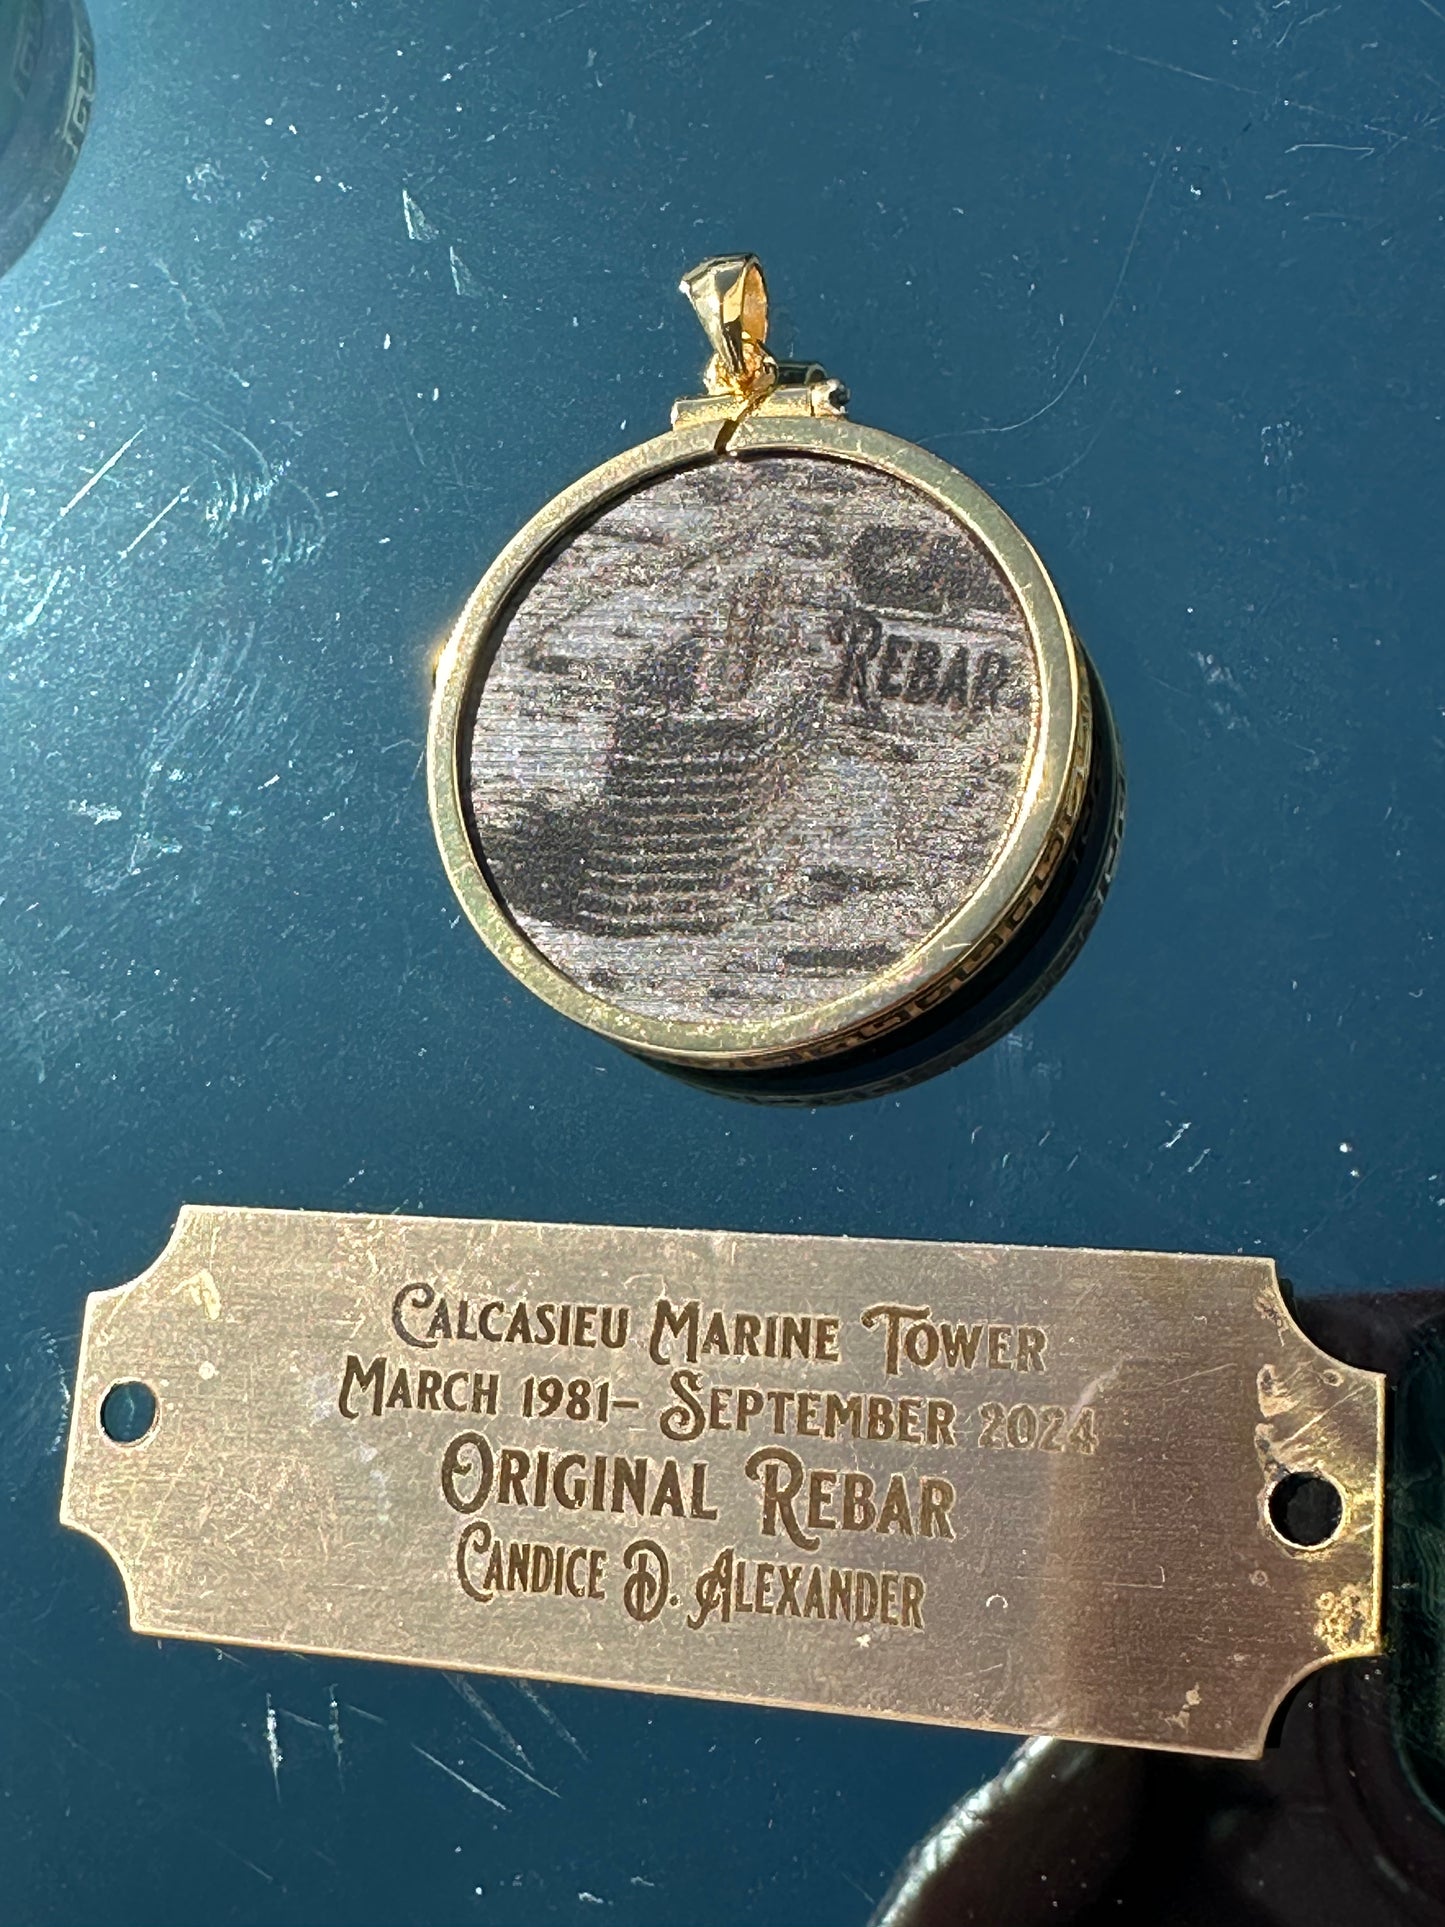 REBAR
CALCASIEU MARINE TOWER
MARCH 1981- SEPTEMBER 2024
ORIGINAL REBAR
CANDICE D. ALEXANDER